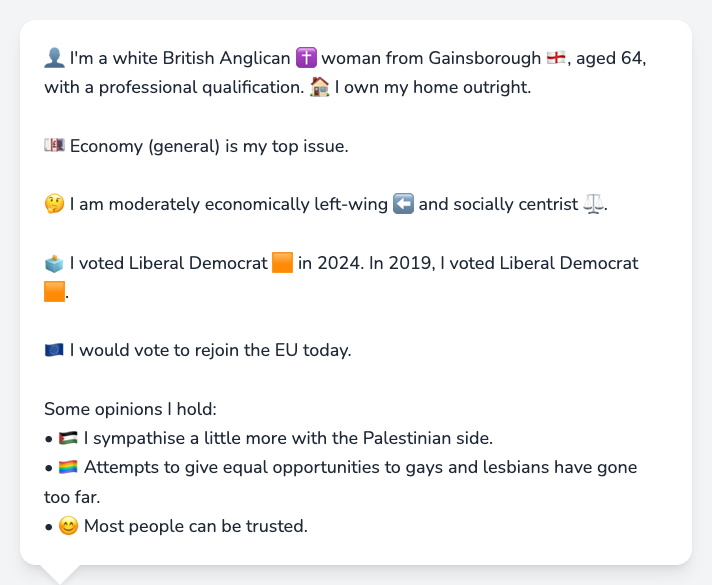 👤 I'm a white British Anglican ✝️ woman from Gainsborough 🏴󠁧󠁢󠁥󠁮󠁧󠁿, aged 64,
with a professional qualification. 🏠 I own my home outright.
💷 Economy (general) is my top issue.
🤔 I am moderately economically left-wing ⬅️ and socially centrist ⚖️.
🗳️ I voted Liberal Democrat 🟧 in 2024. In 2019, I voted Liberal Democrat
🟧.
🇪🇺 I would vote to rejoin the EU today.
Some opinions I hold:
• 🇵🇸 I sympathise a little more with the Palestinian side.
• 🏳️‍🌈 Attempts to give equal opportunities to gays and lesbians have gone
too far.
• 😊 Most people can be trusted.